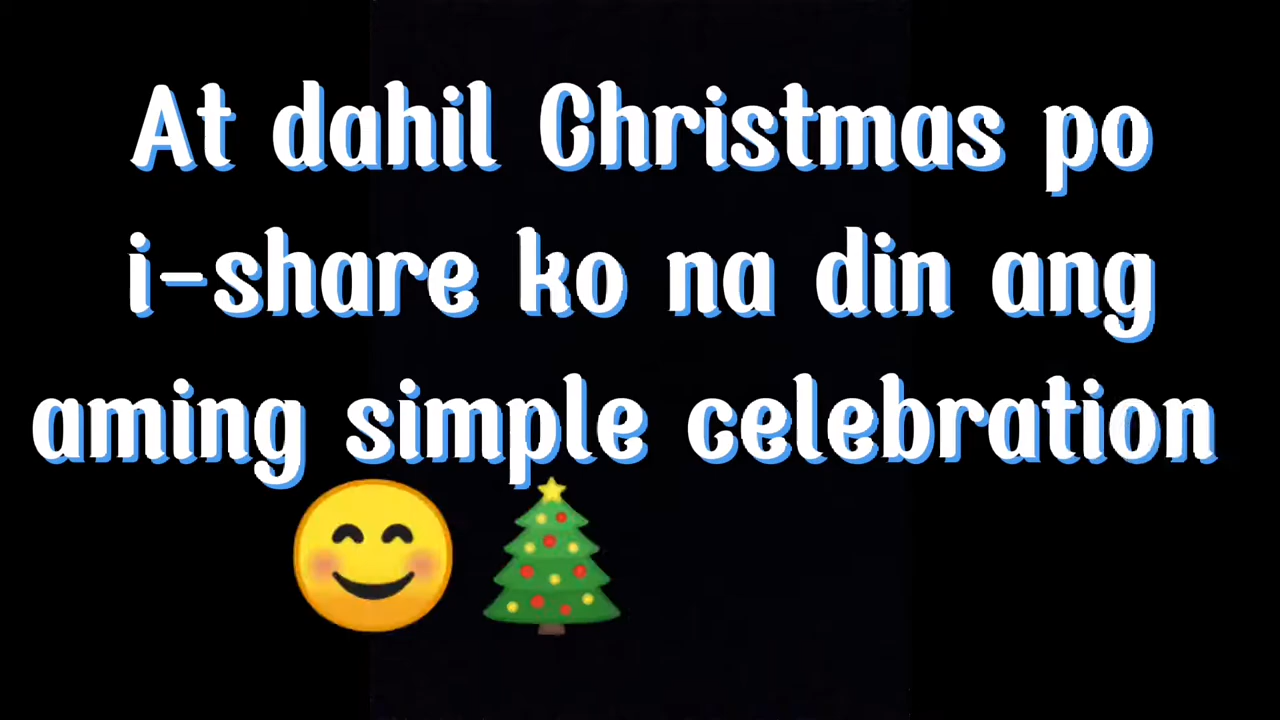 At dahil Christmas po
i-share ko na din ang
aming simple celebration
😊🎄